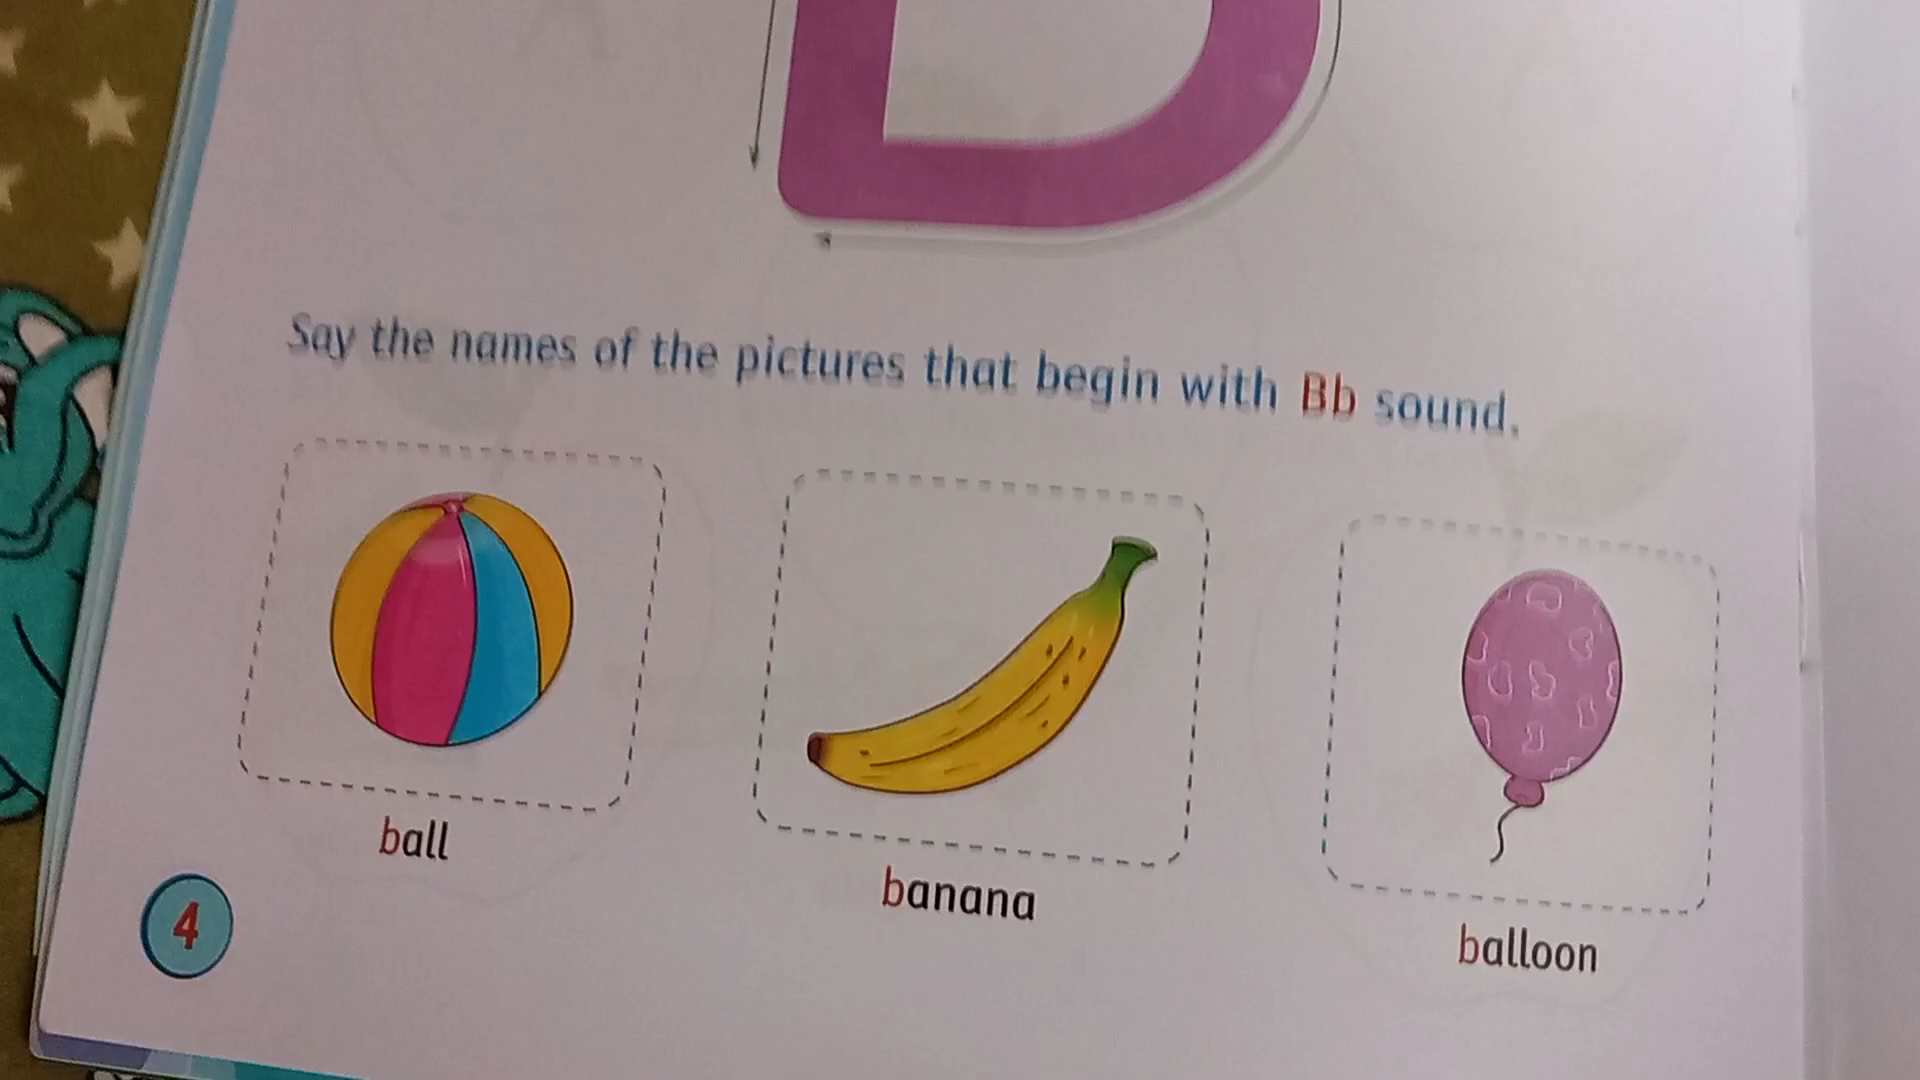 B
Say the names of the pictures that begin with Bb sound.
ball
banana
balloon
4